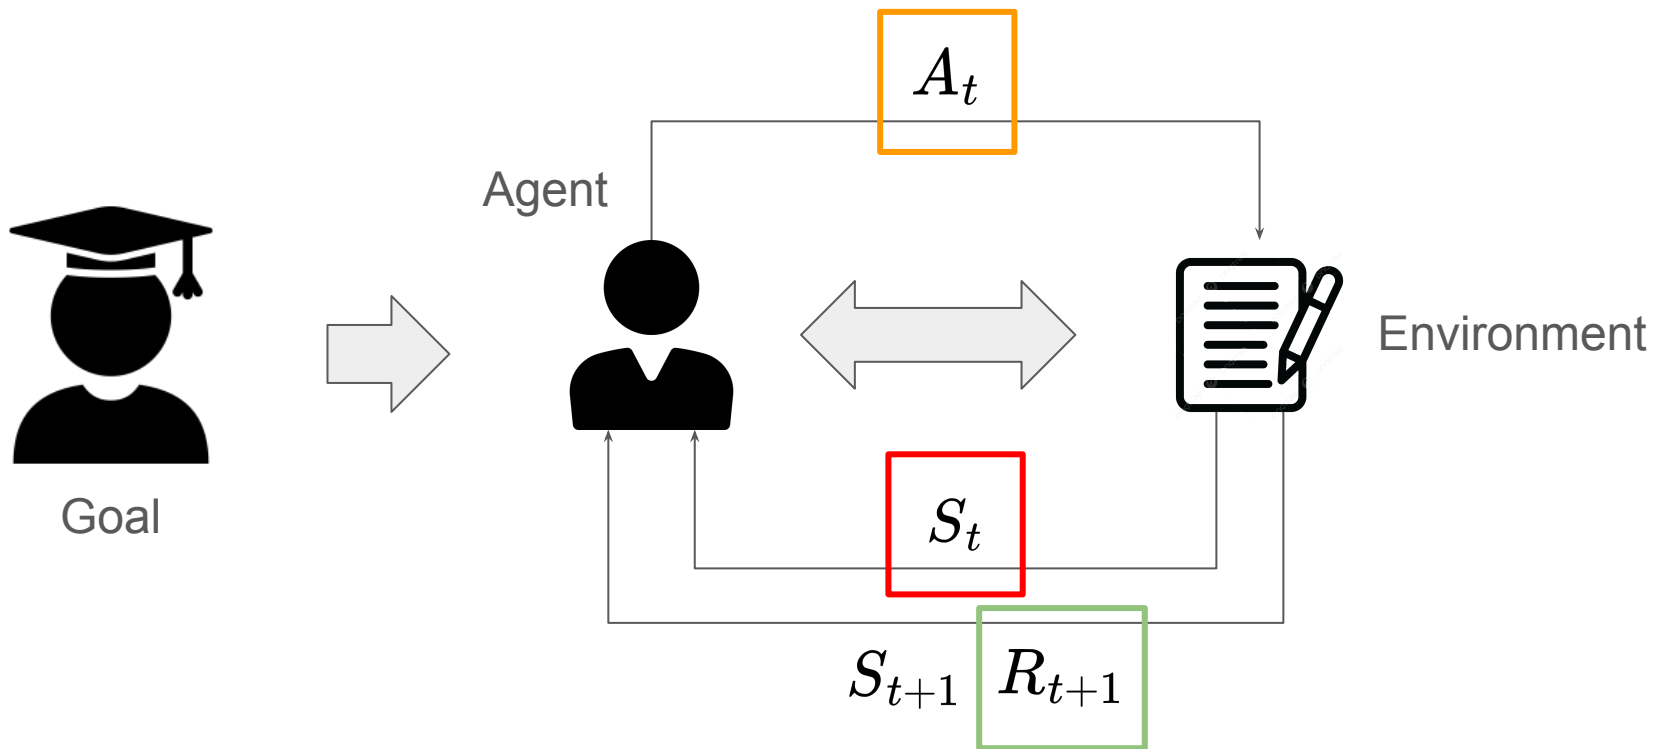 A_t
Agent
Environment
Goal
S_t
S_{t+1} R_{t+1}